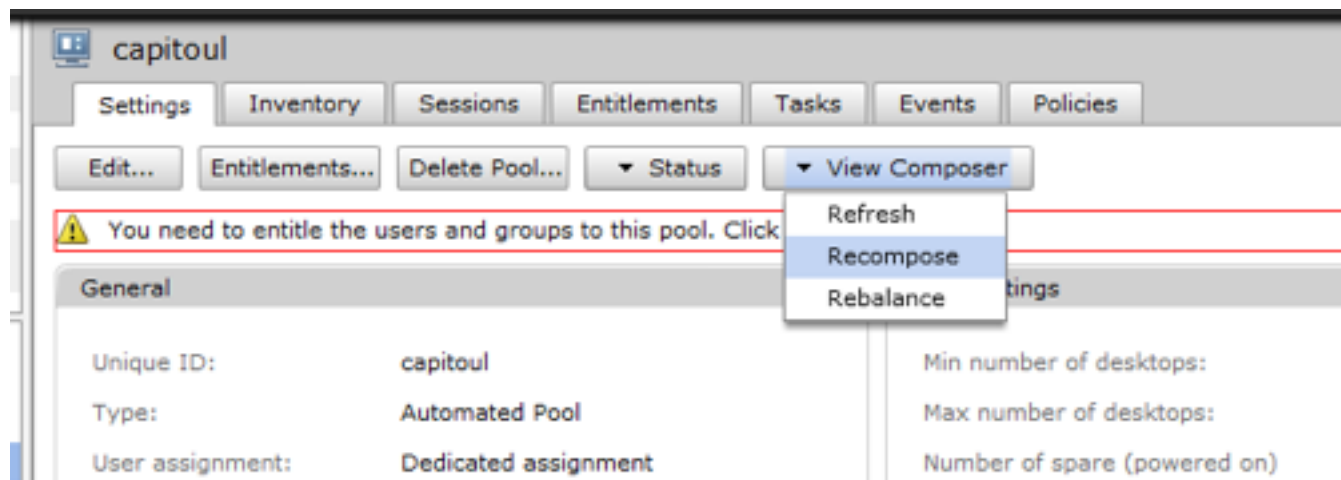 capitoul
Settings Inventory Sessions Entitlements Tasks Events Policies
Edit... Entitlements... Delete Pool... Status View Composer
Refresh
You need to entitle the users and groups to this pool. Click
Recompose
General
Rebalance
Unique ID: capitoul Min number of desktops:
Type: Automated Pool Max number of desktops:
User assignment: Dedicated assignment Number of spare (powered on)